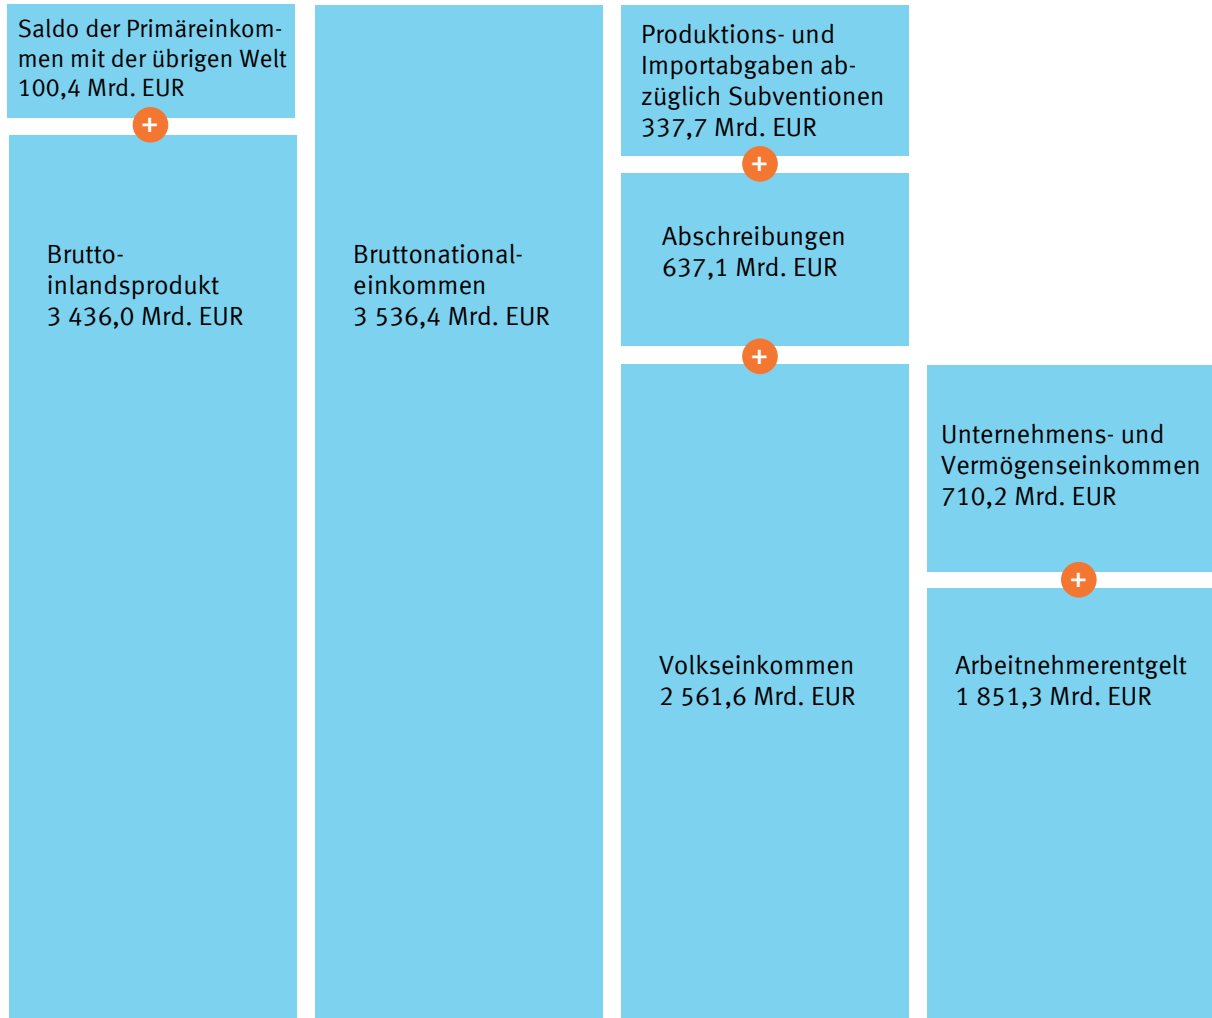 Saldo der Primäreinkom-
men mit der übrigen Welt
100,4 Mrd. EUR
+
Brutto-
inlandsprodukt
3 436,0 Mrd. EUR
Bruttonational-
einkommen
3 536,4 Mrd. EUR
Produktions- und
Importabgaben ab-
züglich Subventionen
337,7 Mrd. EUR
+
Abschreibungen
637,1 Mrd. EUR
+
Volkseinkommen
2 561,6 Mrd. EUR
Unternehmens- und
Vermögenseinkommen
710,2 Mrd. EUR
+
Arbeitnehmerentgelt
1 851,3 Mrd. EUR